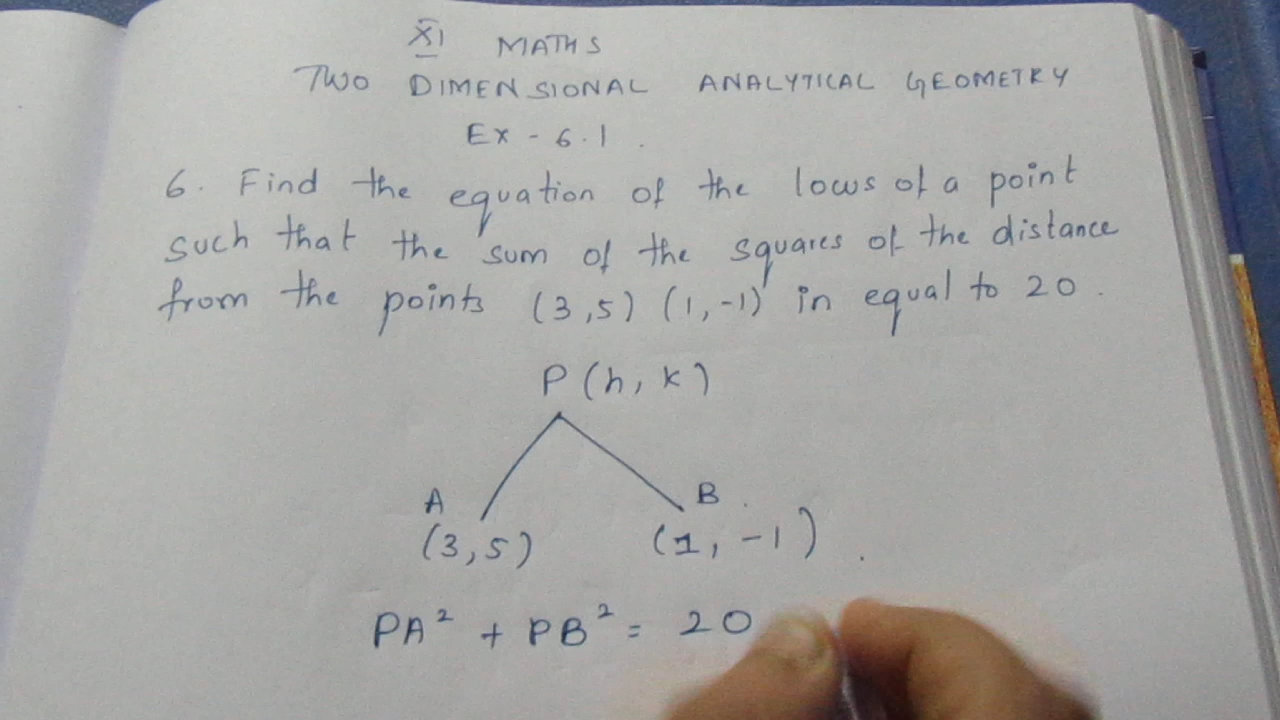 XI MATHS
TWO DIMENSIONAL ANALYTICAL GEOMETRY
Ex - 6.1.
6. Find the equation of the locus of a point
such that the sum of the squares of the distance
from the points (3,5) (1,-1) in equal to 20.
P (h, k)
A B
(3,5) (1, -1)
PA² + PB² = 20